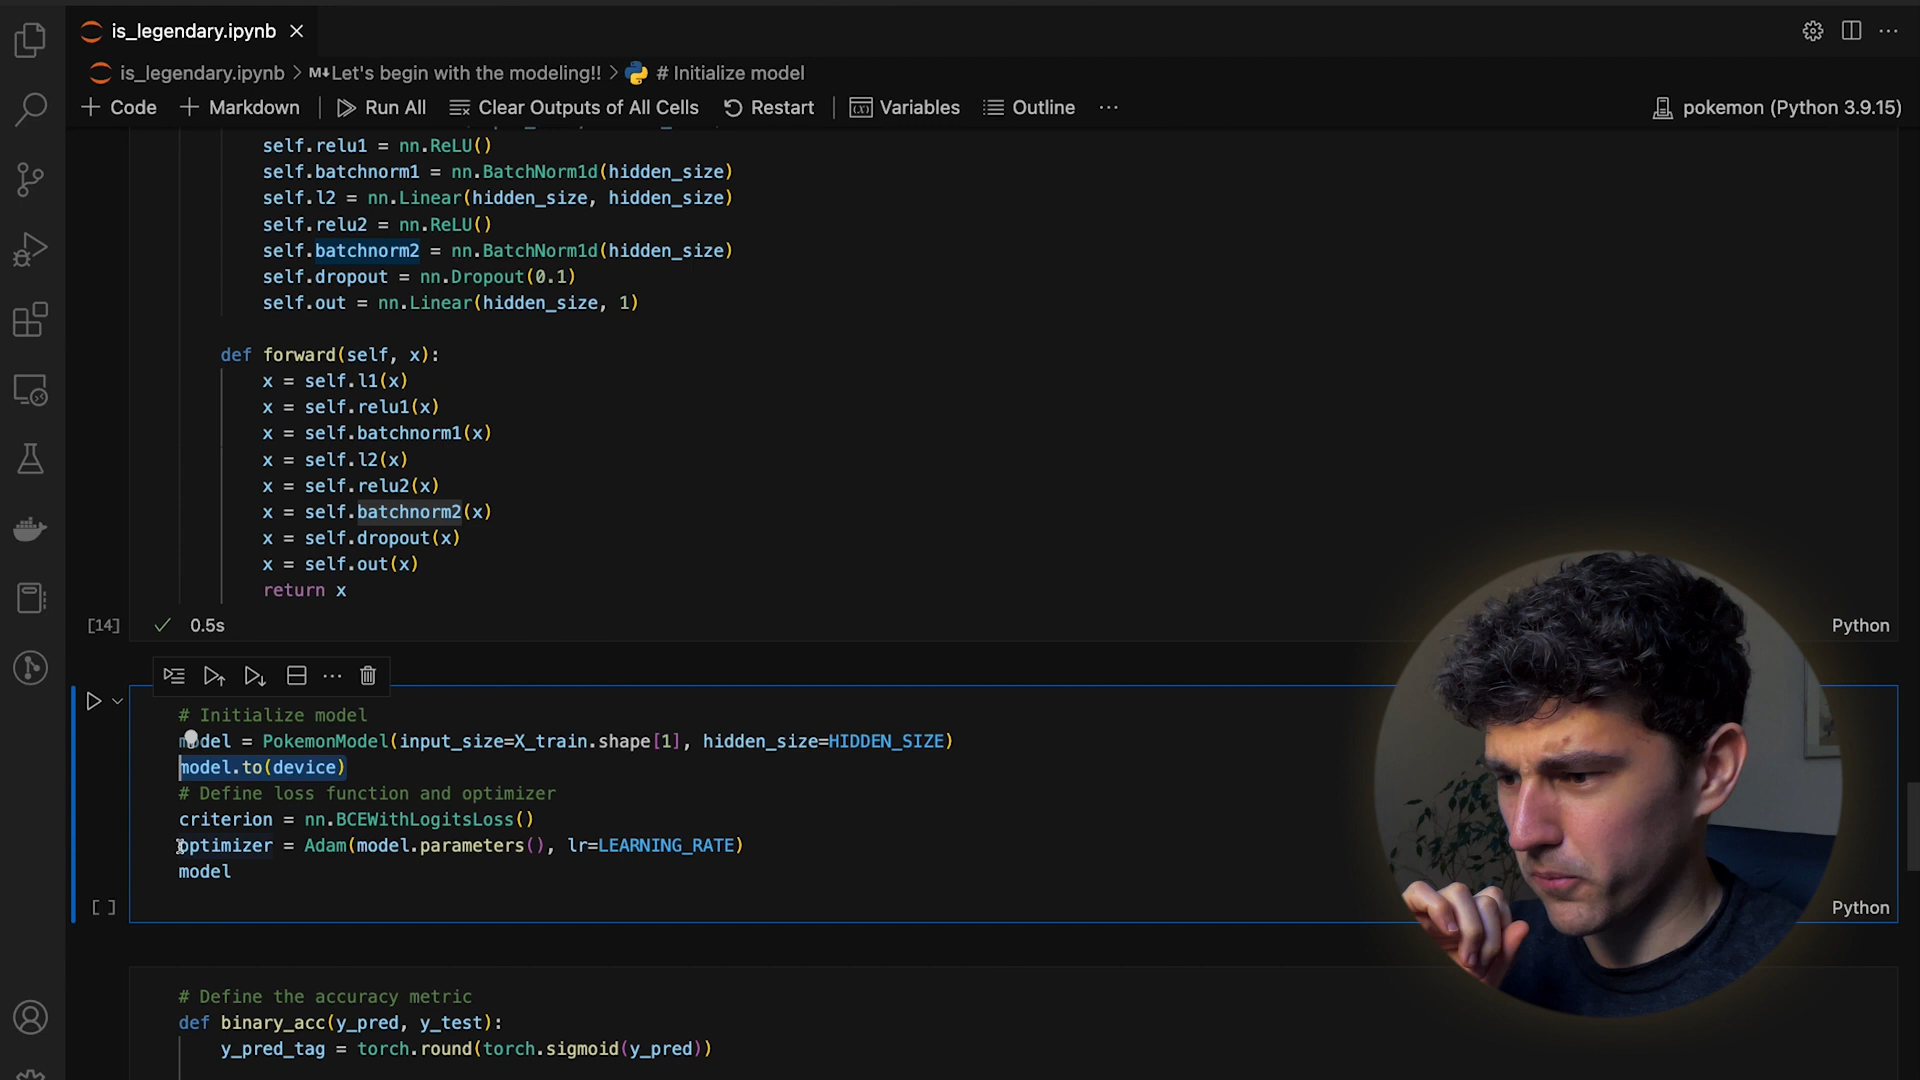 is_legendary.ipynb
is_legendary.ipynb > M↓Let's begin with the modeling!! > # Initialize model
+ Code + Markdown | Run All Clear Outputs of All Cells Restart | Variables Outline ···
pokemon (Python 3.9.15)
self.relu1 = nn.ReLU()
self.batchnorm1 = nn.BatchNorm1d(hidden_size)
self.l2 = nn.Linear(hidden_size, hidden_size)
self.relu2 = nn.ReLU()
self.batchnorm2 = nn.BatchNorm1d(hidden_size)
self.dropout = nn.Dropout(0.1)
self.out = nn.Linear(hidden_size, 1)
def forward(self, x):
x = self.l1(x)
x = self.relu1(x)
x = self.batchnorm1(x)
x = self.l2(x)
x = self.relu2(x)
x = self.batchnorm2(x)
x = self.dropout(x)
x = self.out(x)
return x
[14] 0.5s
Python
# Initialize model
model = PokemonModel(input_size=X_train.shape[1], hidden_size=HIDDEN_SIZE)
model.to(device)
# Define loss function and optimizer
criterion = nn.BCEWithLogitsLoss()
optimizer = Adam(model.parameters(), lr=LEARNING_RATE)
model
[ ]
Python
# Define the accuracy metric
def binary_acc(y_pred, y_test):
y_pred_tag = torch.round(torch.sigmoid(y_pred))